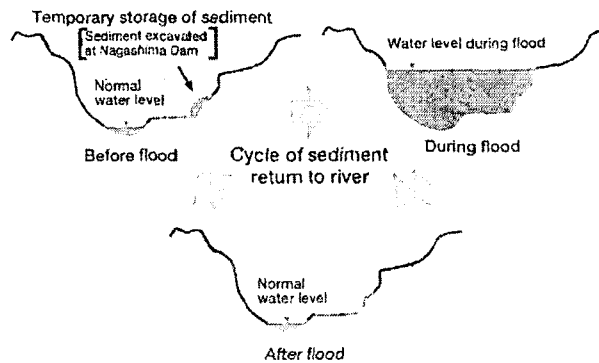 Temporary storage of sediment
[Sediment excavated
at Nagashima Dam]
Normal
water level
Before flood
Water level during flood
During flood
Cycle of sediment
return to river
Normal
water level
After flood